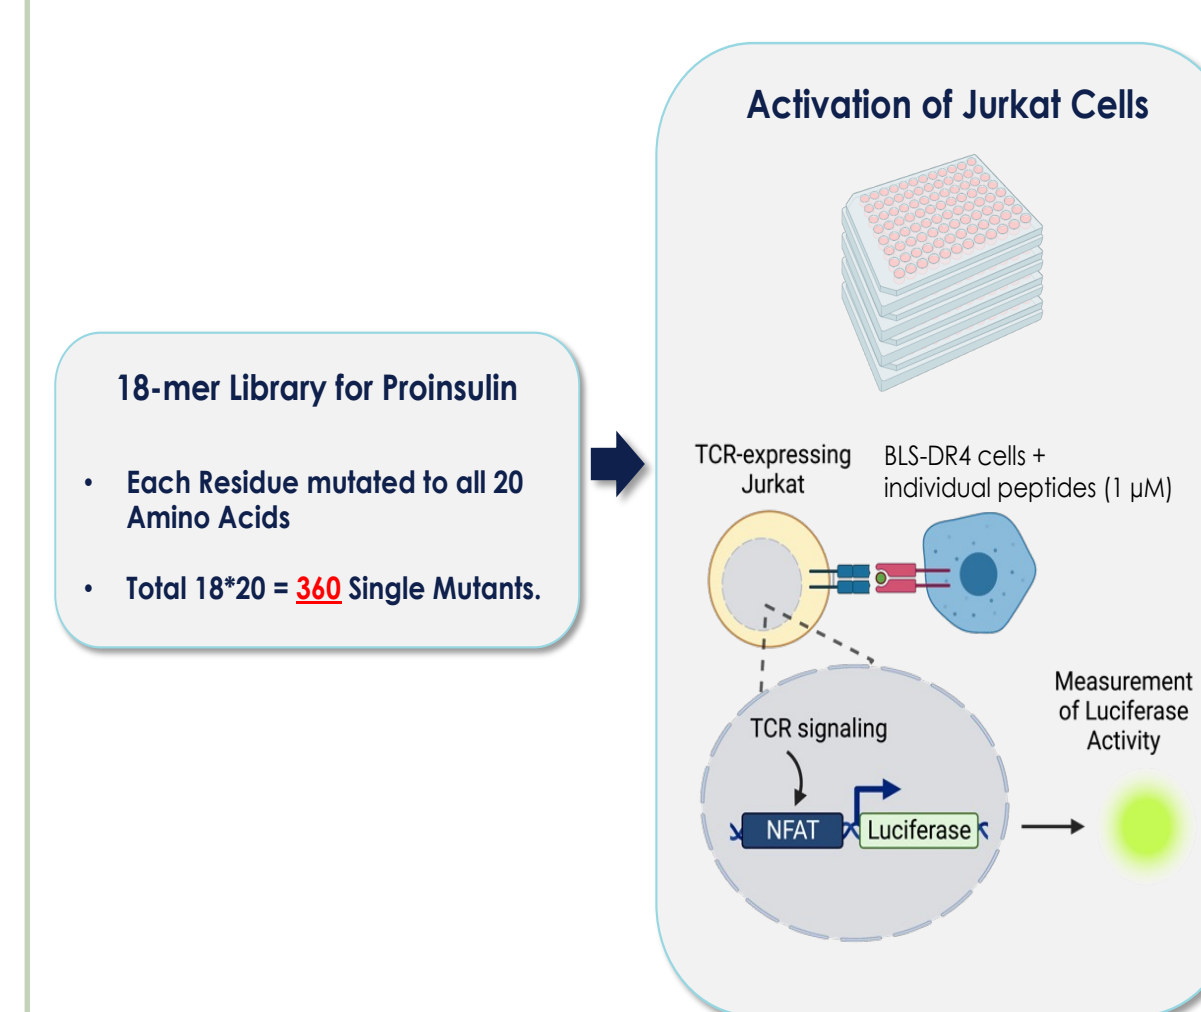 18-mer Library for Proinsulin
• Each Residue mutated to all 20
Amino Acids
• Total 18*20 = 360 Single Mutants.
Activation of Jurkat Cells
TCR-expressing
Jurkat
BLS-DR4 cells +
individual peptides (1 µM)
TCR signaling
NFAT
Luciferase
Measurement
of Luciferase
Activity